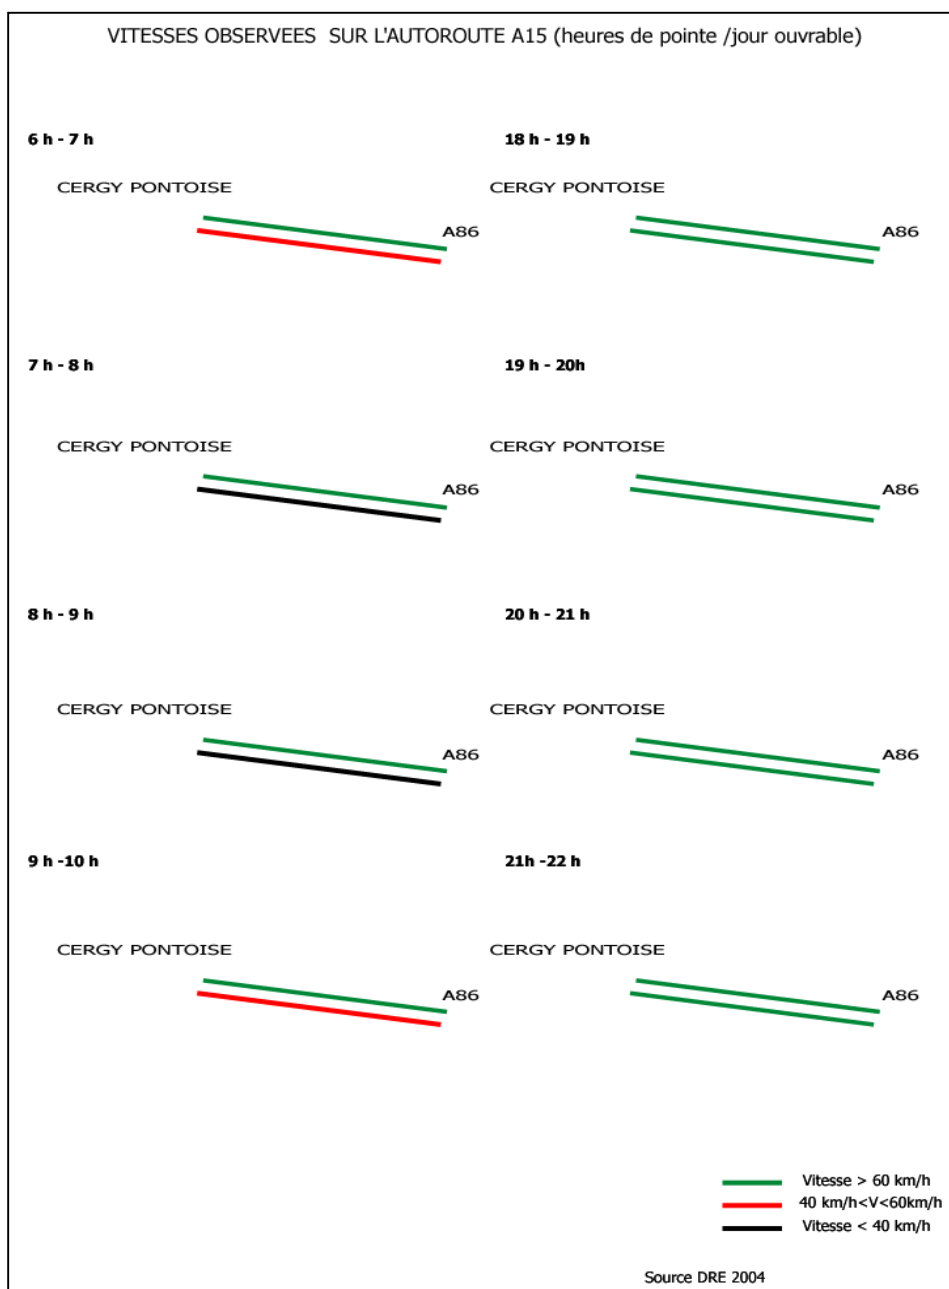 VITESSES OBSERVEES SUR L'AUTOROUTE A15 (heures de pointe /jour ouvrable)
6 h - 7 h
CERGY PONTOISE
A86
18 h - 19 h
CERGY PONTOISE
A86
7 h - 8 h
CERGY PONTOISE
A86
19 h - 20h
CERGY PONTOISE
A86
8 h - 9 h
CERGY PONTOISE
A86
20 h - 21 h
CERGY PONTOISE
A86
9 h -10 h
CERGY PONTOISE
A86
21h -22 h
CERGY PONTOISE
A86
Vitesse > 60 km/h
40 km/h<V<60km/h
Vitesse < 40 km/h
Source DRE 2004